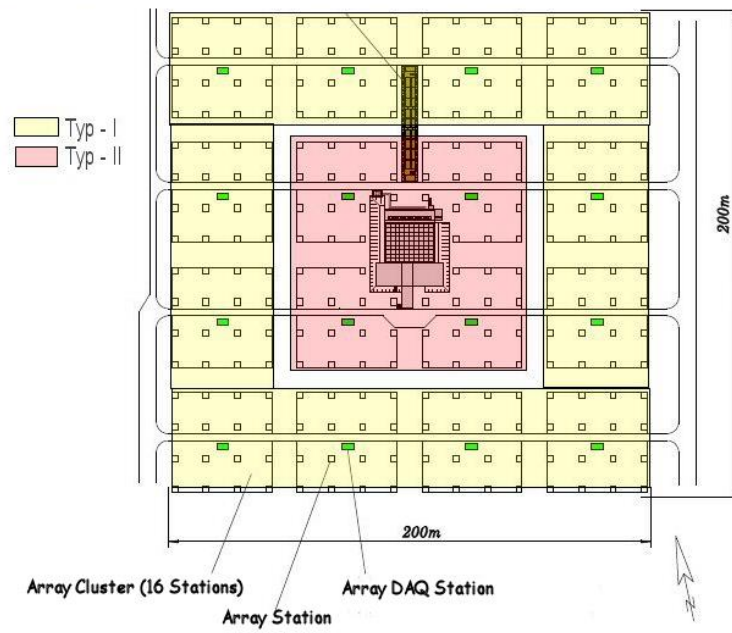 Typ - I
Typ - II
200m
200m
Array Cluster (16 Stations)
Array DAQ Station
Array Station
N